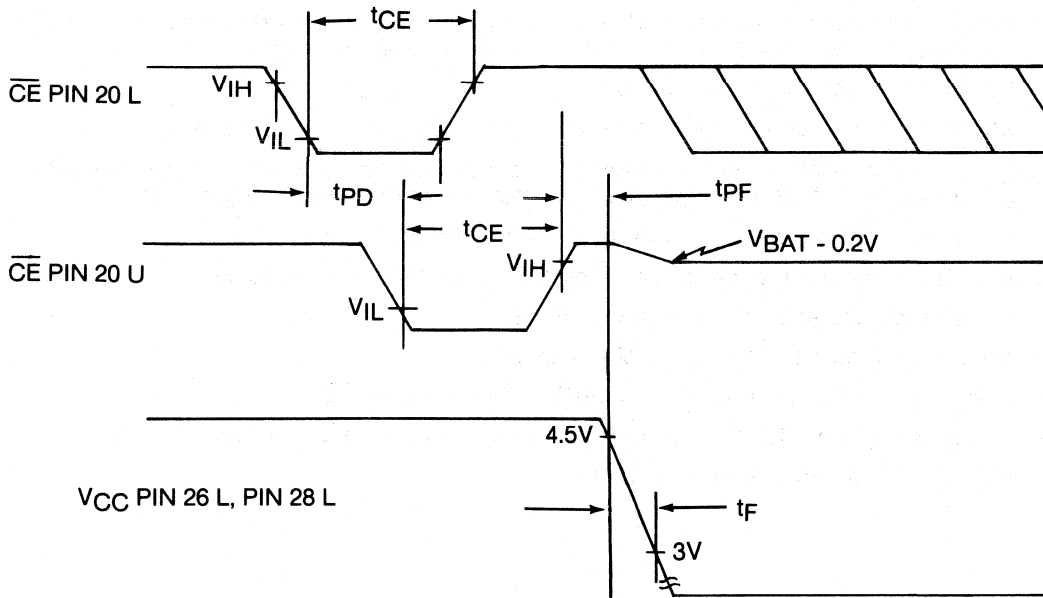 tCE
CE PIN 20 L
VIH
VIL
tPD
tPF
tCE
CE PIN 20 U
VIH
VIL
VBAT - 0.2V
4.5V
VCC PIN 26 L, PIN 28 L
tF
3V